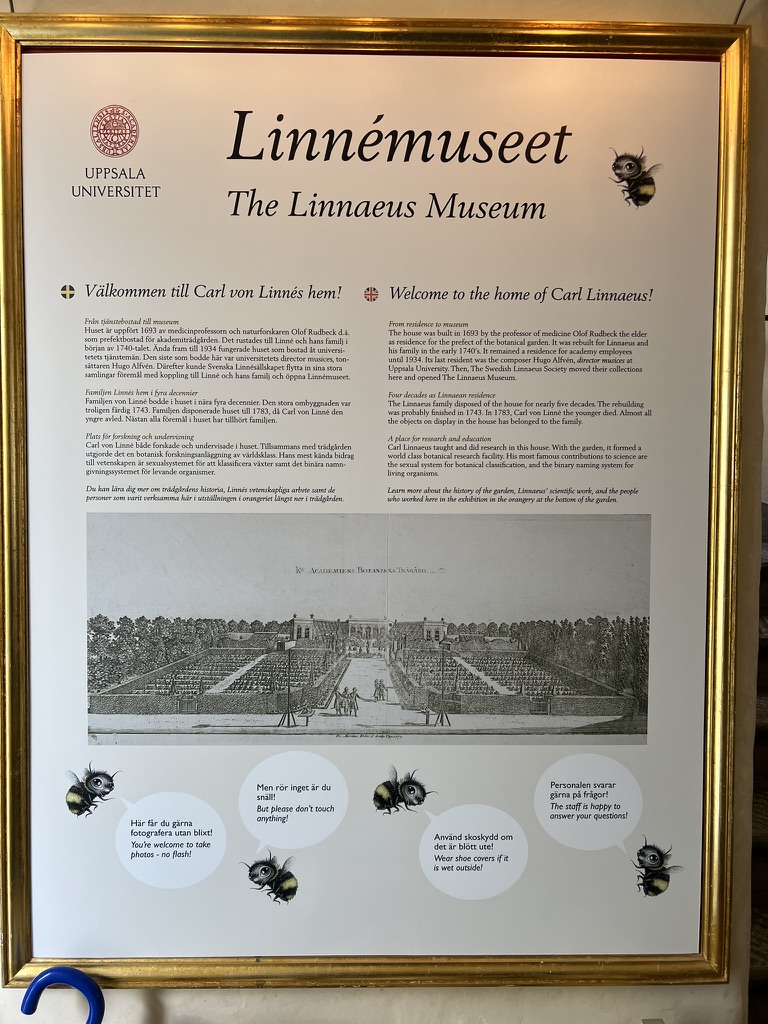 Linnémuseet
The Linnaeus Museum
UPPSALA
UNIVERSITET
Välkommen till Carl von Linnés hem!
Från tjänstebostad till museum
Huset är uppfört 1693 av medicinprofessorn och naturforskaren Olof Rudbeck d.ä.
som prefektbostad för akademiträdgården. Det rustades till Linné och hans familj i
början av 1740-talet. Ända fram till 1934 fungerade huset som bostad åt universi-
tetets tjänstemän. Den siste som bodde här var universitetets director musices, ton-
sättaren Hugo Alfvén. Därefter kunde Svenska Linnésällskapet flytta in sina stora
samlingar föremål med koppling till Linné och hans familj och öppna Linnémuseet.
Familjen Linnés hem i fyra decennier
Familjen von Linné bodde i huset i nära fyra decennier. Den stora ombyggnaden var
troligen färdig 1743. Familjen disponerade huset till 1783, då Carl von Linné den
yngre avled. Nästan alla föremål i huset har tillhört familjen.
Plats för forskning och undervisning
Carl von Linné både forskade och undervisade i huset. Tillsammans med trädgården
utgjorde det en botanisk forskningsanläggning av världsklass. Hans mest kända bidrag
till vetenskapen är sexualsystemet för att klassificera växter samt det binära namn-
givningssystemet för levande organismer.
Du kan lära dig mer om trädgårdens historia, Linnés vetenskapliga arbete samt de
personer som varit verksamma här i utställningen i orangeriet längst ner i trädgården.
Welcome to the home of Carl Linnaeus!
From residence to museum
The house was built in 1693 by the professor of medicine Olof Rudbeck the elder
as residence for the prefect of the botanical garden. It was rebuilt for Linnaeus and
his family in the early 1740's. It remained a residence for academy employees
until 1934. Its last resident was the composer Hugo Alfvén, director musices at
Uppsala University. Then, The Swedish Linnaeus Society moved their collections
here and opened The Linnaeus Museum.
Four decades as Linnaean residence
The Linnaeus family disposed of the house for nearly five decades. The rebuilding
was probably finished in 1743. In 1783, Carl von Linné the younger died. Almost all
the objects on display in the house has belonged to the family.
A place for research and education
Carl Linnaeus taught and did research in this house. With the garden, it formed a
world class botanical research facility. His most famous contributions to science are
the sexual system for botanical classification, and the binary naming system for
living organisms.
Learn more about the history of the garden, Linnaeus' scientific work, and the people
who worked here in the exhibition in the orangery at the bottom of the garden.
ACADEMIENS BOTANISKA TRÄGÅRD
Här får du gärna
fotografera utan blixt!
You're welcome to take
photos - no flash!
Men rör inget är du
snäll!
But please don't touch
anything!
Använd skoskydd om
det är blött ute!
Wear shoe covers if it
is wet outside!
Personalen svarar
gärna på frågor!
The staff is happy to
answer your questions!